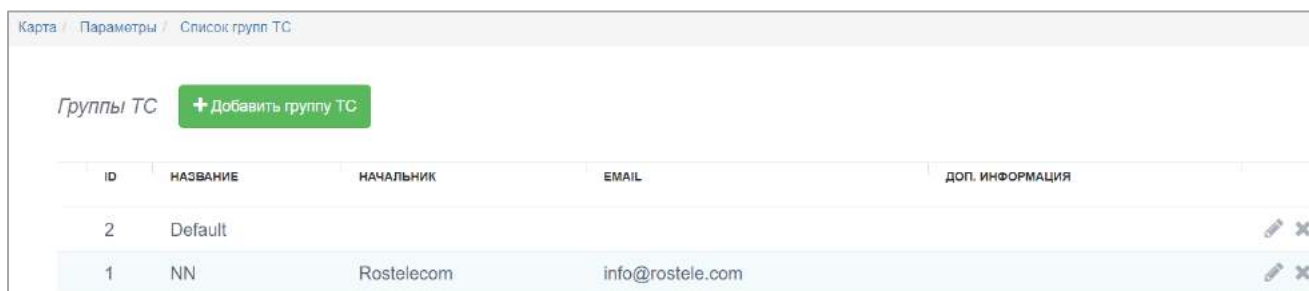 Карта / Параметры / Список групп ТС
Группы ТС + Добавить группу ТС
ID НАЗВАНИЕ НАЧАЛЬНИК EMAIL ДОП. ИНФОРМАЦИЯ
2 Default
1 NN Rostelecom info@rostele.com